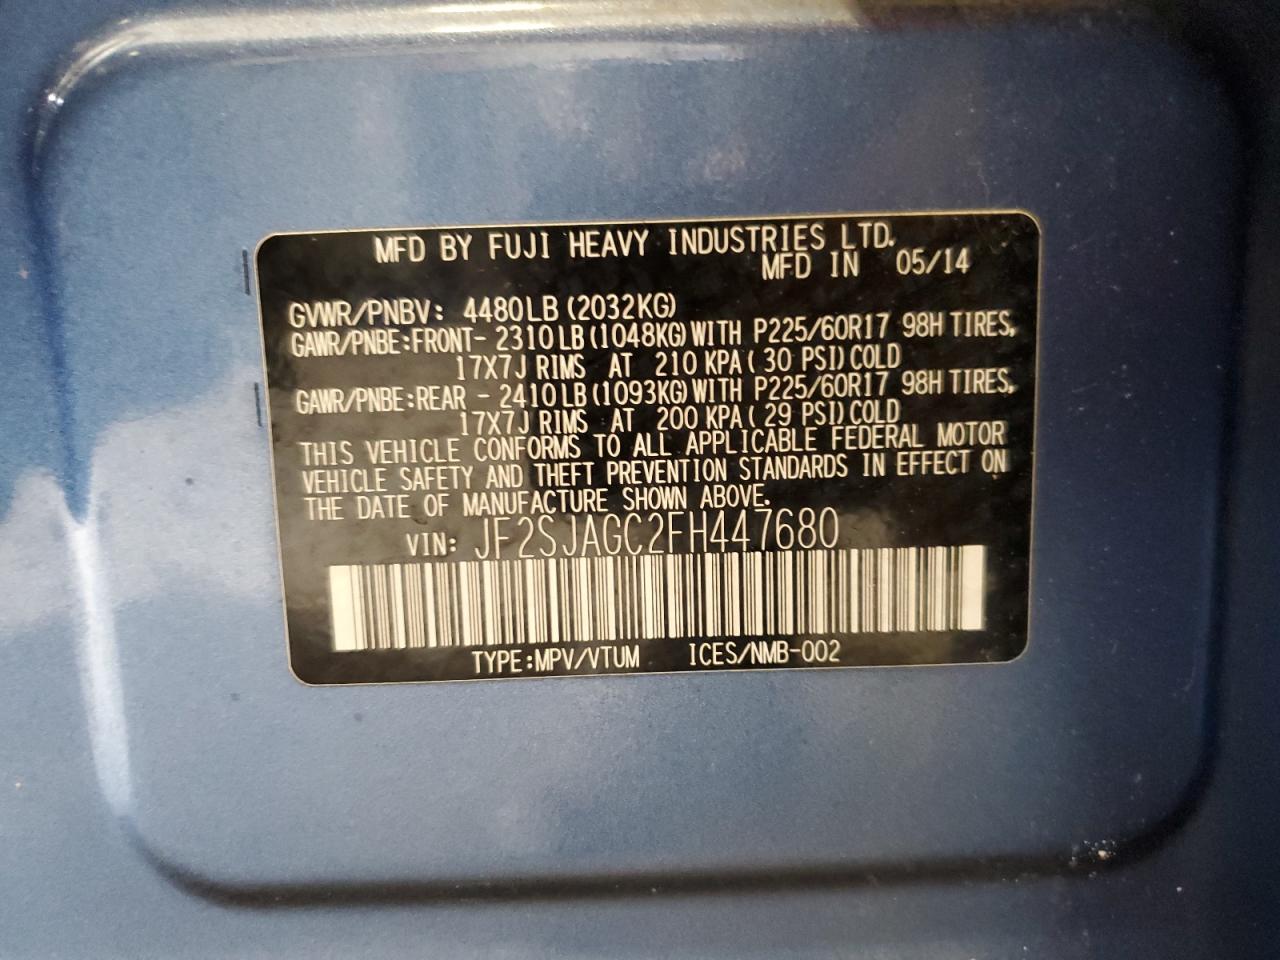 MFD BY FUJI HEAVY INDUSTRIES LTD.
MFD IN 05/14
GVWR/PNBV: 4480LB (2032KG)
GAWR/PNBE:FRONT- 2310LB (1048KG) WITH P225/60R17 98H TIRES,
17X7J RIMS AT 210 KPA( 30 PSI) COLD
GAWR/PNBE:REAR - 2410LB (1093KG) WITH P225/60R17 98H TIRES,
17X7J RIMS AT 200 KPA( 29 PSI) COLD
THIS VEHICLE CONFORMS TO ALL APPLICABLE FEDERAL MOTOR
VEHICLE SAFETY AND THEFT PREVENTION STANDARDS IN EFFECT ON
THE DATE OF MANUFACTURE SHOWN ABOVE.
VIN: JF2SJAGC2FH447680
TYPE:MPV/VTUM ICES/NMB-002